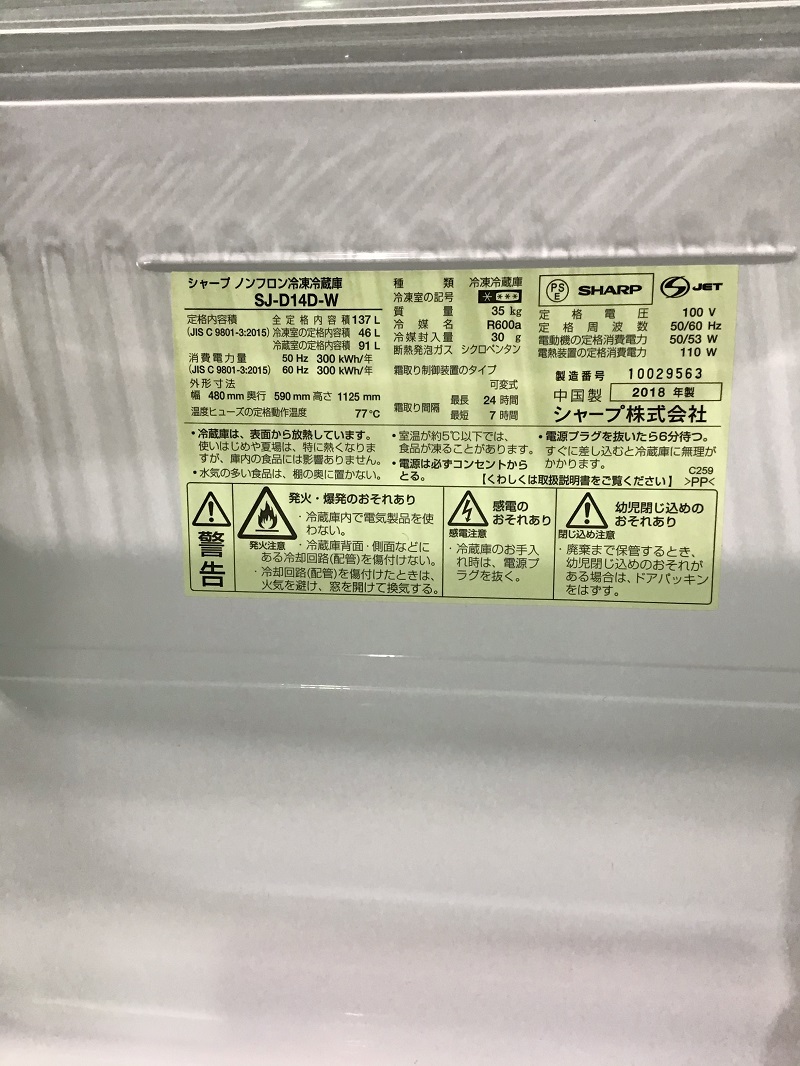 シャープ ノンフロン冷凍冷蔵庫
SJ-D14D-W
定格内容積 全定格内容積 137 L
(JIS C 9801-3:2015) 冷凍室の定格内容積 46 L
冷蔵室の定格内容積 91 L
消費電力量 50 Hz 300 kWh/年
(JIS C 9801-3:2015) 60 Hz 300 kWh/年
外形寸法
幅 480 mm 奥行 590 mm 高さ 1125 mm
温度ヒューズの定格動作温度 77℃
種類 冷凍冷蔵庫
冷凍室の記号 * ***
質量 35 kg
冷媒名 R600a
冷媒封入量 30 g
断熱発泡ガス シクロペンタン
霜取り制御装置のタイプ
可変式
霜取り間隔 最長 24 時間
最短 7 時間
PS E SHARP S JET
定格電圧 100 V
定格周波数 50/60 Hz
電動機の定格消費電力 50/53 W
電熱装置の定格消費電力 110 W
製造番号 10029563
中国製 2018 年製
シャープ株式会社
・冷蔵庫は、表面から放熱しています。
使いはじめや夏場は、特に熱くなりま
すが、庫内の食品には影響ありません。
・水気の多い食品は、棚の奥に置かない。
・室温が約5℃以下では、
食品が凍ることがあります。
・電源は必ずコンセントから
とる。
・電源プラグを抜いたら6分待つ。
すぐに差し込むと冷蔵庫に無理が
かかります。
【くわしくは取扱説明書をご覧ください】
C259
>PP<
警告
発火・爆発のおそれあり
発火注意
・冷蔵庫内で電気製品を使
わない。
・冷蔵庫背面・側面などに
ある冷却回路(配管)を傷付けない。
・冷却回路(配管)を傷付けたときは、
火気を避け、窓を開けて換気する。
感電の
おそれあり
感電注意
・冷蔵庫のお手入
れ時は、電源プ
ラグを抜く。
幼児閉じ込めの
おそれあり
閉じ込め注意
・廃棄まで保管するとき、
幼児閉じ込めのおそれが
ある場合は、ドアパッキン
をはずす。